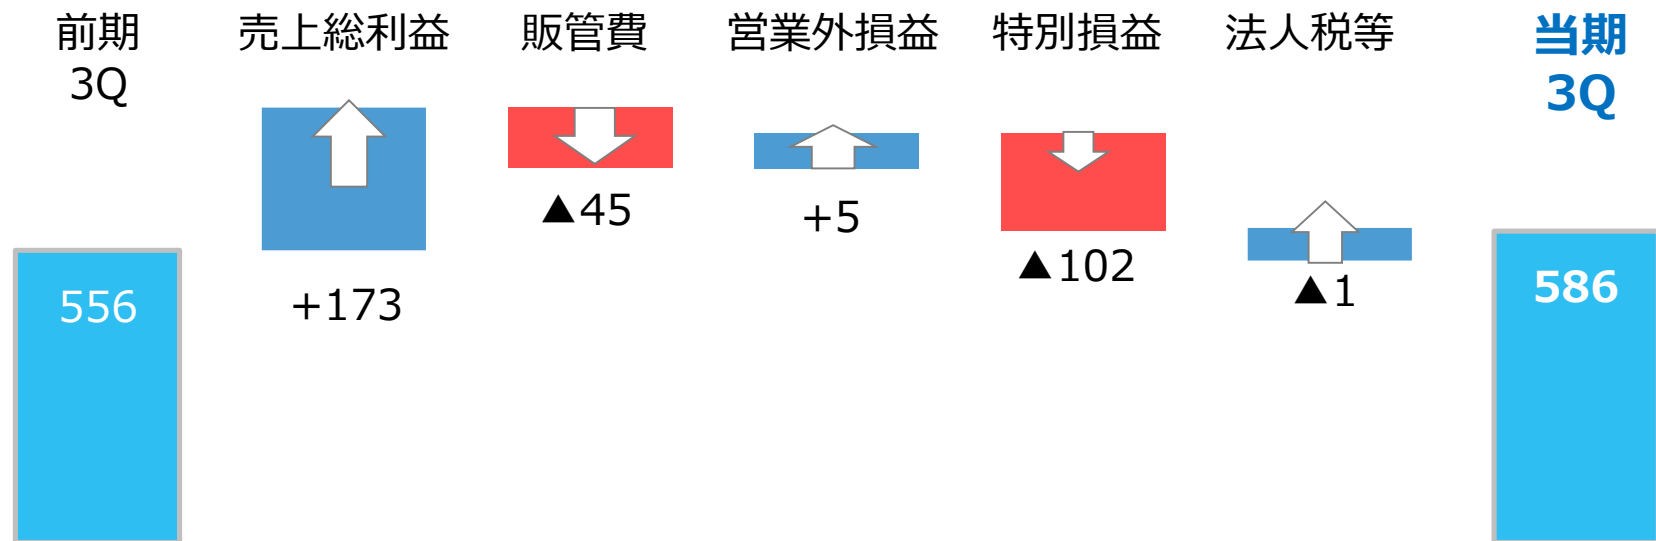 前期
3Q
売上総利益
販管費
営業外損益
特別損益
法人税等
当期
3Q
556
+173
▲45
+5
▲102
▲1
586